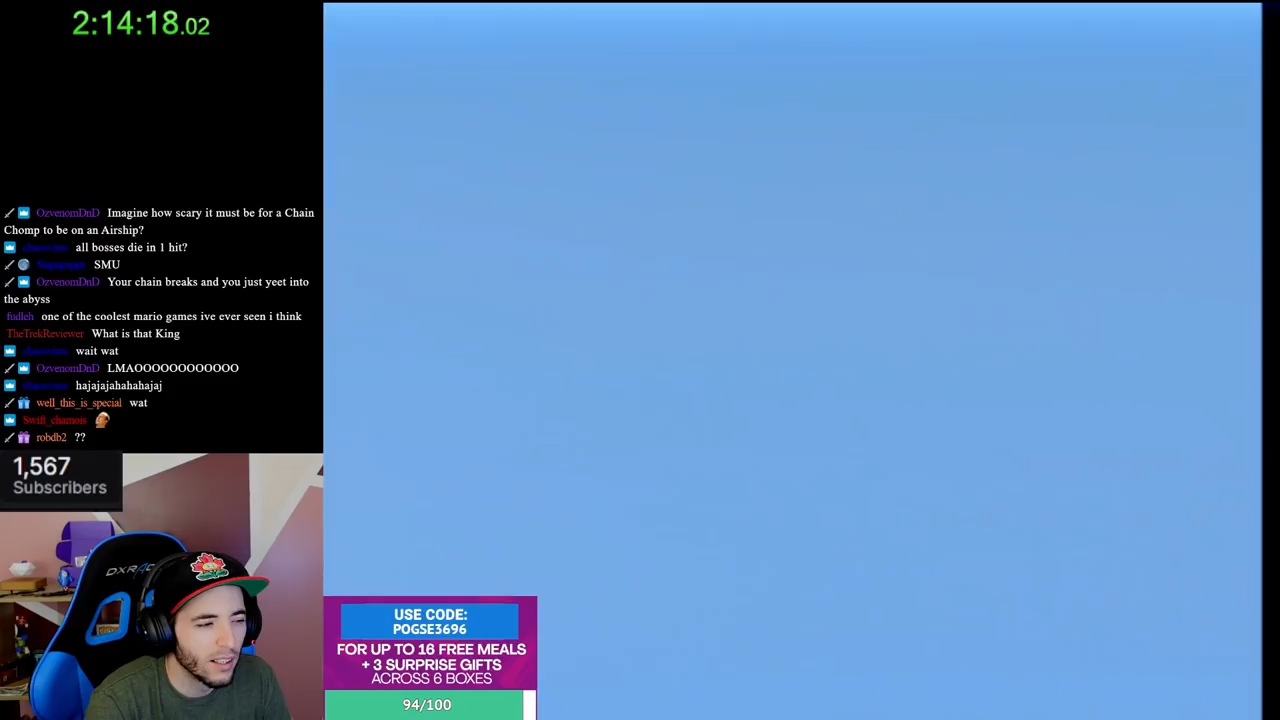 2:14:18.02
OzvenomDnD Imagine how scary it must be for a Chain
Chomp to be on an Airship?
all bosses die in 1 hit?
SMU
OzvenomDnD Your chain breaks and you just yeet into
the abyss
fudleh one of the coolest mario games ive ever seen i think
TheTrekReviewer What is that King
wait wat
OzvenomDnD LMAOOOOOOOOOOOO
hajajajahahahajaj
well_this_is_special wat
Swift_chamois
robdb2 ??
1,567
Subscribers
DXRAC
USE CODE:
POGSE3696
FOR UP TO 16 FREE MEALS
+ 3 SURPRISE GIFTS
ACROSS 6 BOXES
94/100